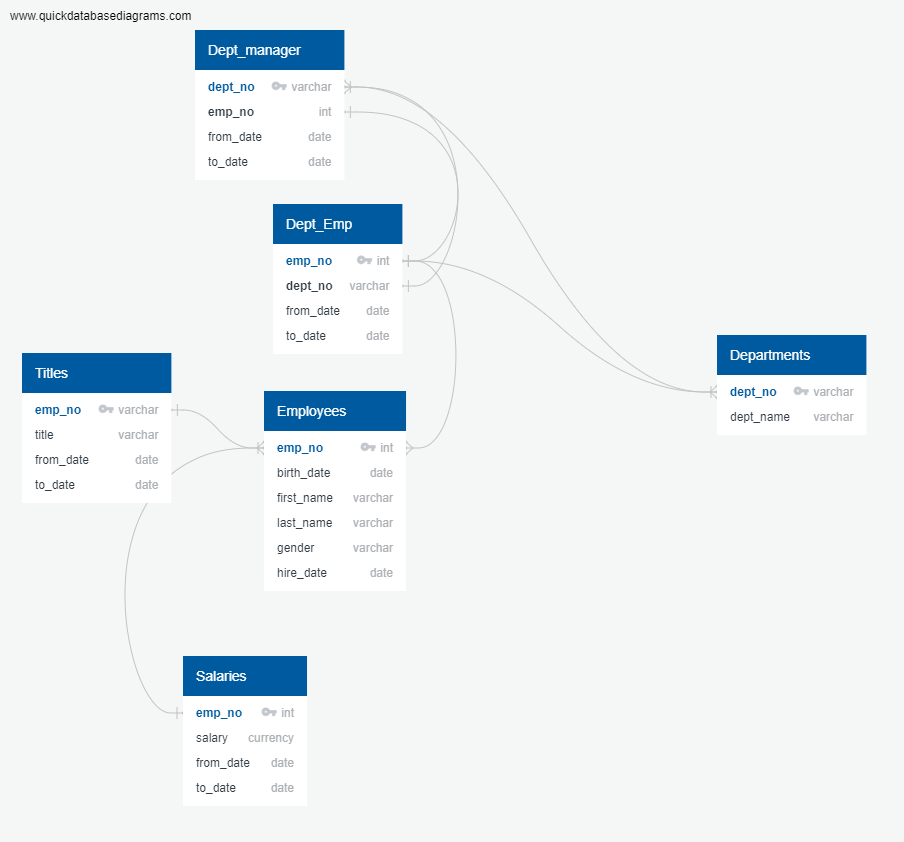 www.quickdatabasediagrams.com
Dept_manager
dept_no varchar
emp_no int
from_date date
to_date date
Dept_Emp
emp_no int
dept_no varchar
from_date date
to_date date
Titles
emp_no varchar
title varchar
from_date date
to_date date
Employees
emp_no int
birth_date date
first_name varchar
last_name varchar
gender varchar
hire_date date
Departments
dept_no varchar
dept_name varchar
Salaries
emp_no int
salary currency
from_date date
to_date date